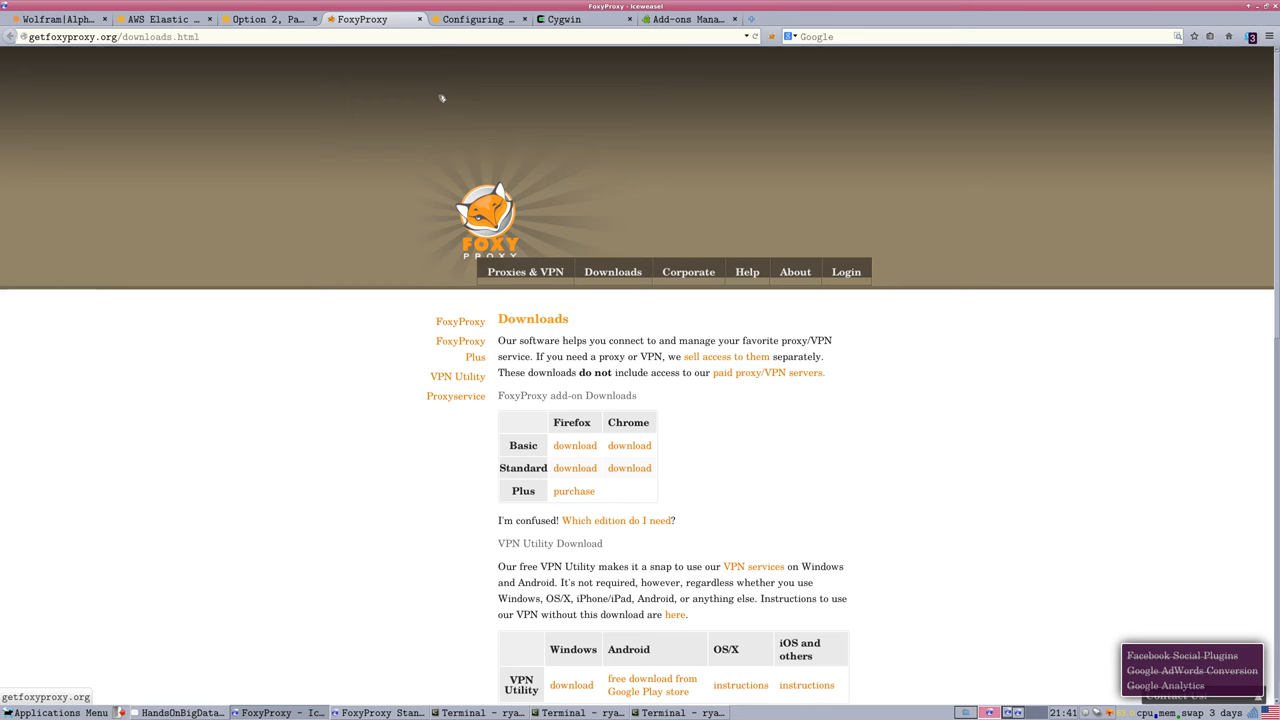 FoxyProxy - Iceweasel
Wolfram|Alph...
AWS Elastic ...
Option 2, Pa...
FoxyProxy
Configuring ...
Cygwin
Add-ons Mana...
getfoxyproxy.org/downloads.html
Google
3
FOXY
PROXY
Proxies & VPN
Downloads
Corporate
Help
About
Login
FoxyProxy
FoxyProxy
Plus
VPN Utility
Proxyservice
Downloads
Our software helps you connect to and manage your favorite proxy/VPN
service. If you need a proxy or VPN, we sell access to them separately.
These downloads do not include access to our paid proxy/VPN servers.
FoxyProxy add-on Downloads
Firefox Chrome
Basic download download
Standard download download
Plus purchase
I'm confused! Which edition do I need?
VPN Utility Download
Our free VPN Utility makes it a snap to use our VPN services on Windows
and Android. It's not required, however, regardless whether you use
Windows, OS/X, iPhone/iPad, Android, or anything else. Instructions to use
our VPN without this download are here.
Windows Android OS/X iOS and
others
VPN
Utility
download
free download from
Google Play store
instructions
instructions
Facebook Social Plugins
Google AdWords Conversion
Google Analytics
Contact Us!
getfoxyproxy.org
Applications Menu
HandsOnBigData...
FoxyProxy - Ic...
FoxyProxy Stan...
Terminal - rya...
Terminal - rya...
Terminal - rya...
21:41
cpu mem swap 3 days